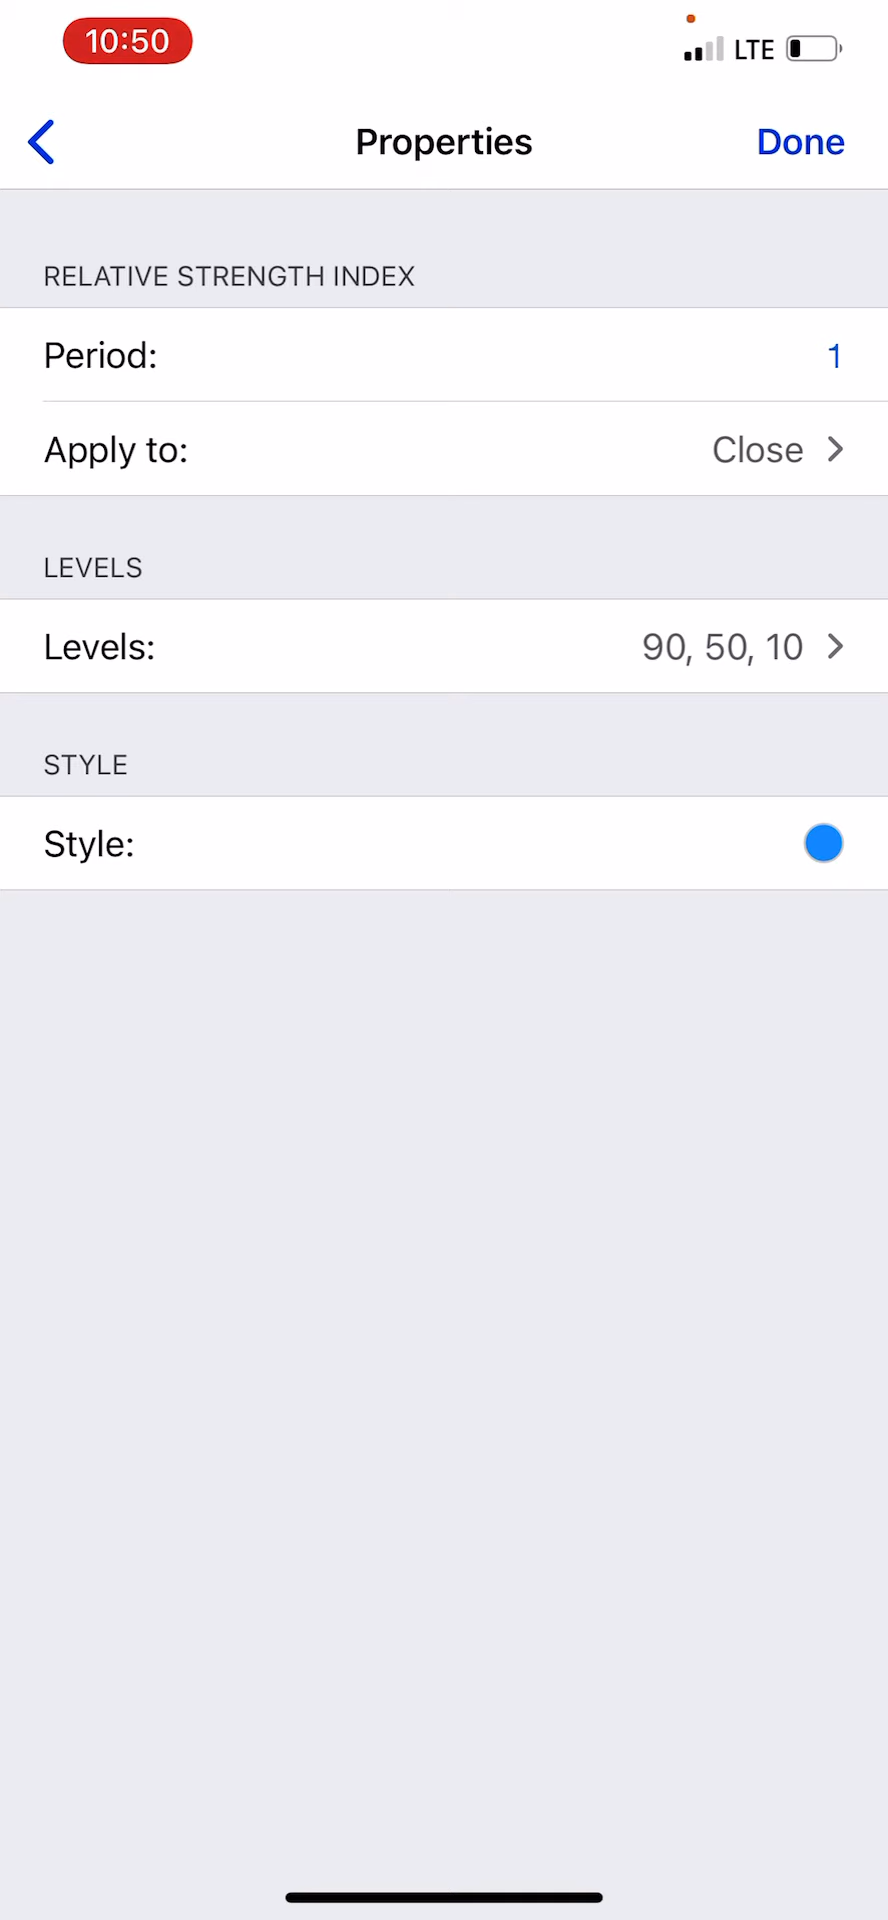 10:50 LTE
Properties Done
RELATIVE STRENGTH INDEX
Period: 1
Apply to: Close
LEVELS
Levels: 90, 50, 10
STYLE
Style: